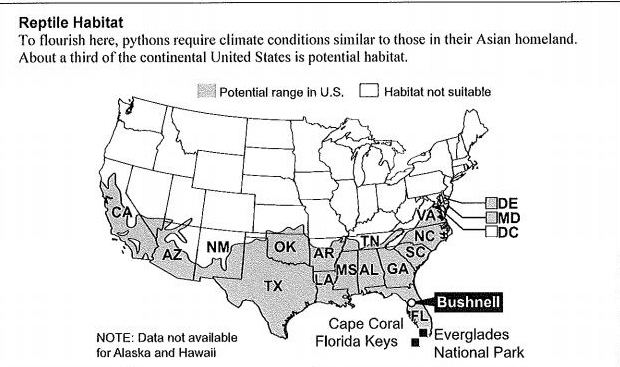 Reptile Habitat
To flourish here, pythons require climate conditions similar to those in their Asian homeland.
About a third of the continental United States is potential habitat.
Potential range in U.S.
Habitat not suitable
CA
AZ
NM
OK
TX
AR
LA
TN
MS
AL
GA
SC
NC
VA
DE
MD
DC
Bushnell
FL
Cape Coral
Florida Keys
Everglades
National Park
NOTE: Data not available
for Alaska and Hawaii